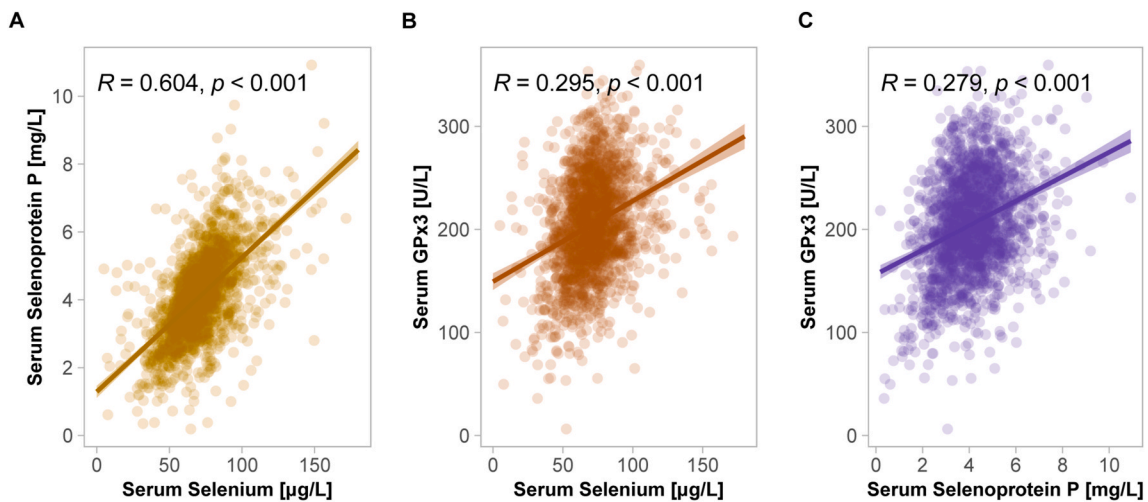 A
R = 0.604, p < 0.001
Serum Selenoprotein P [mg/L]
10
8
6
4
2
0
0 50 100 150
Serum Selenium [µg/L]
B
R = 0.295, p < 0.001
Serum GPx3 [U/L]
300
200
100
0
0 50 100 150
Serum Selenium [µg/L]
C
R = 0.279, p < 0.001
Serum GPx3 [U/L]
300
200
100
0
0 2 4 6 8 10
Serum Selenoprotein P [mg/L]